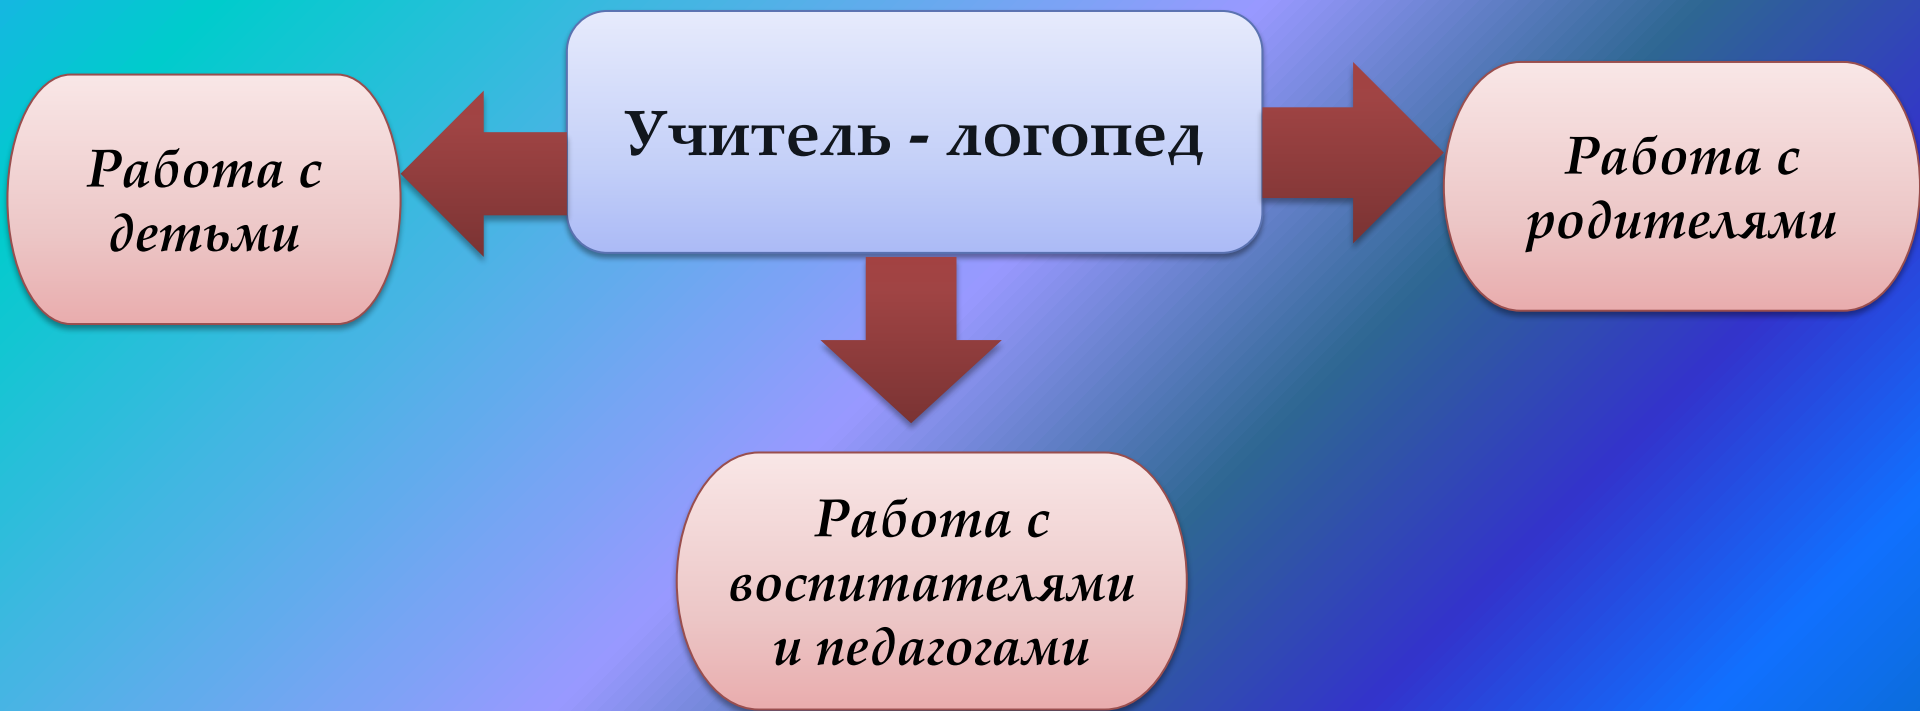 Учитель - логопед
Работа с
детьми
Работа с
родителями
Работа с
воспитателями
и педагогами